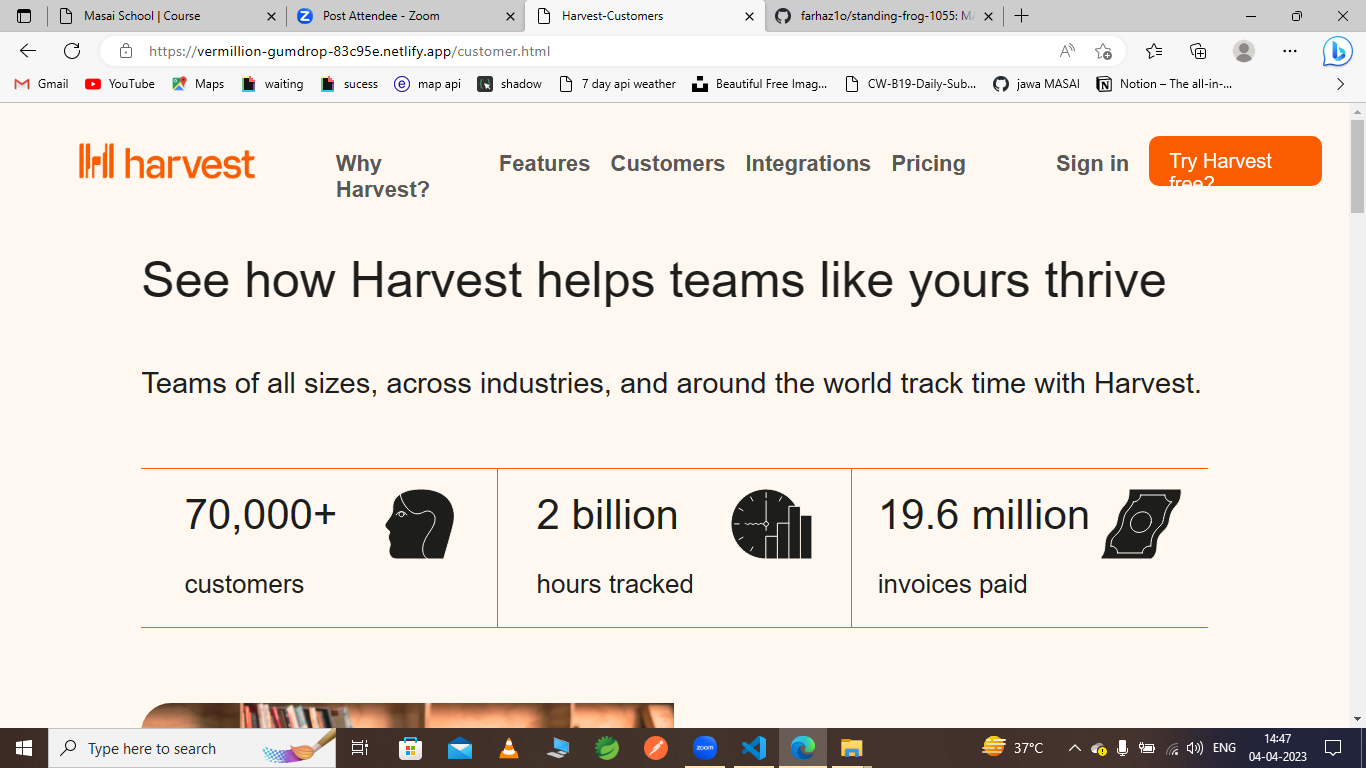 Masai School | Course
Post Attendee - Zoom
Harvest-Customers
farhaz1o/standing-frog-1055: MA
https://vermillion-gumdrop-83c95e.netlify.app/customer.html
Gmail
YouTube
Maps
waiting
sucess
map api
shadow
7 day api weather
Beautiful Free Imag...
CW-B19-Daily-Sub...
jawa MASAI
Notion – The all-in-...
harvest
Why
Harvest?
Features
Customers
Integrations
Pricing
Sign in
Try Harvest
free?
See how Harvest helps teams like yours thrive
Teams of all sizes, across industries, and around the world track time with Harvest.
70,000+
customers
2 billion
hours tracked
19.6 million
invoices paid
Type here to search
zoom
37°C
ENG
14:47
04-04-2023